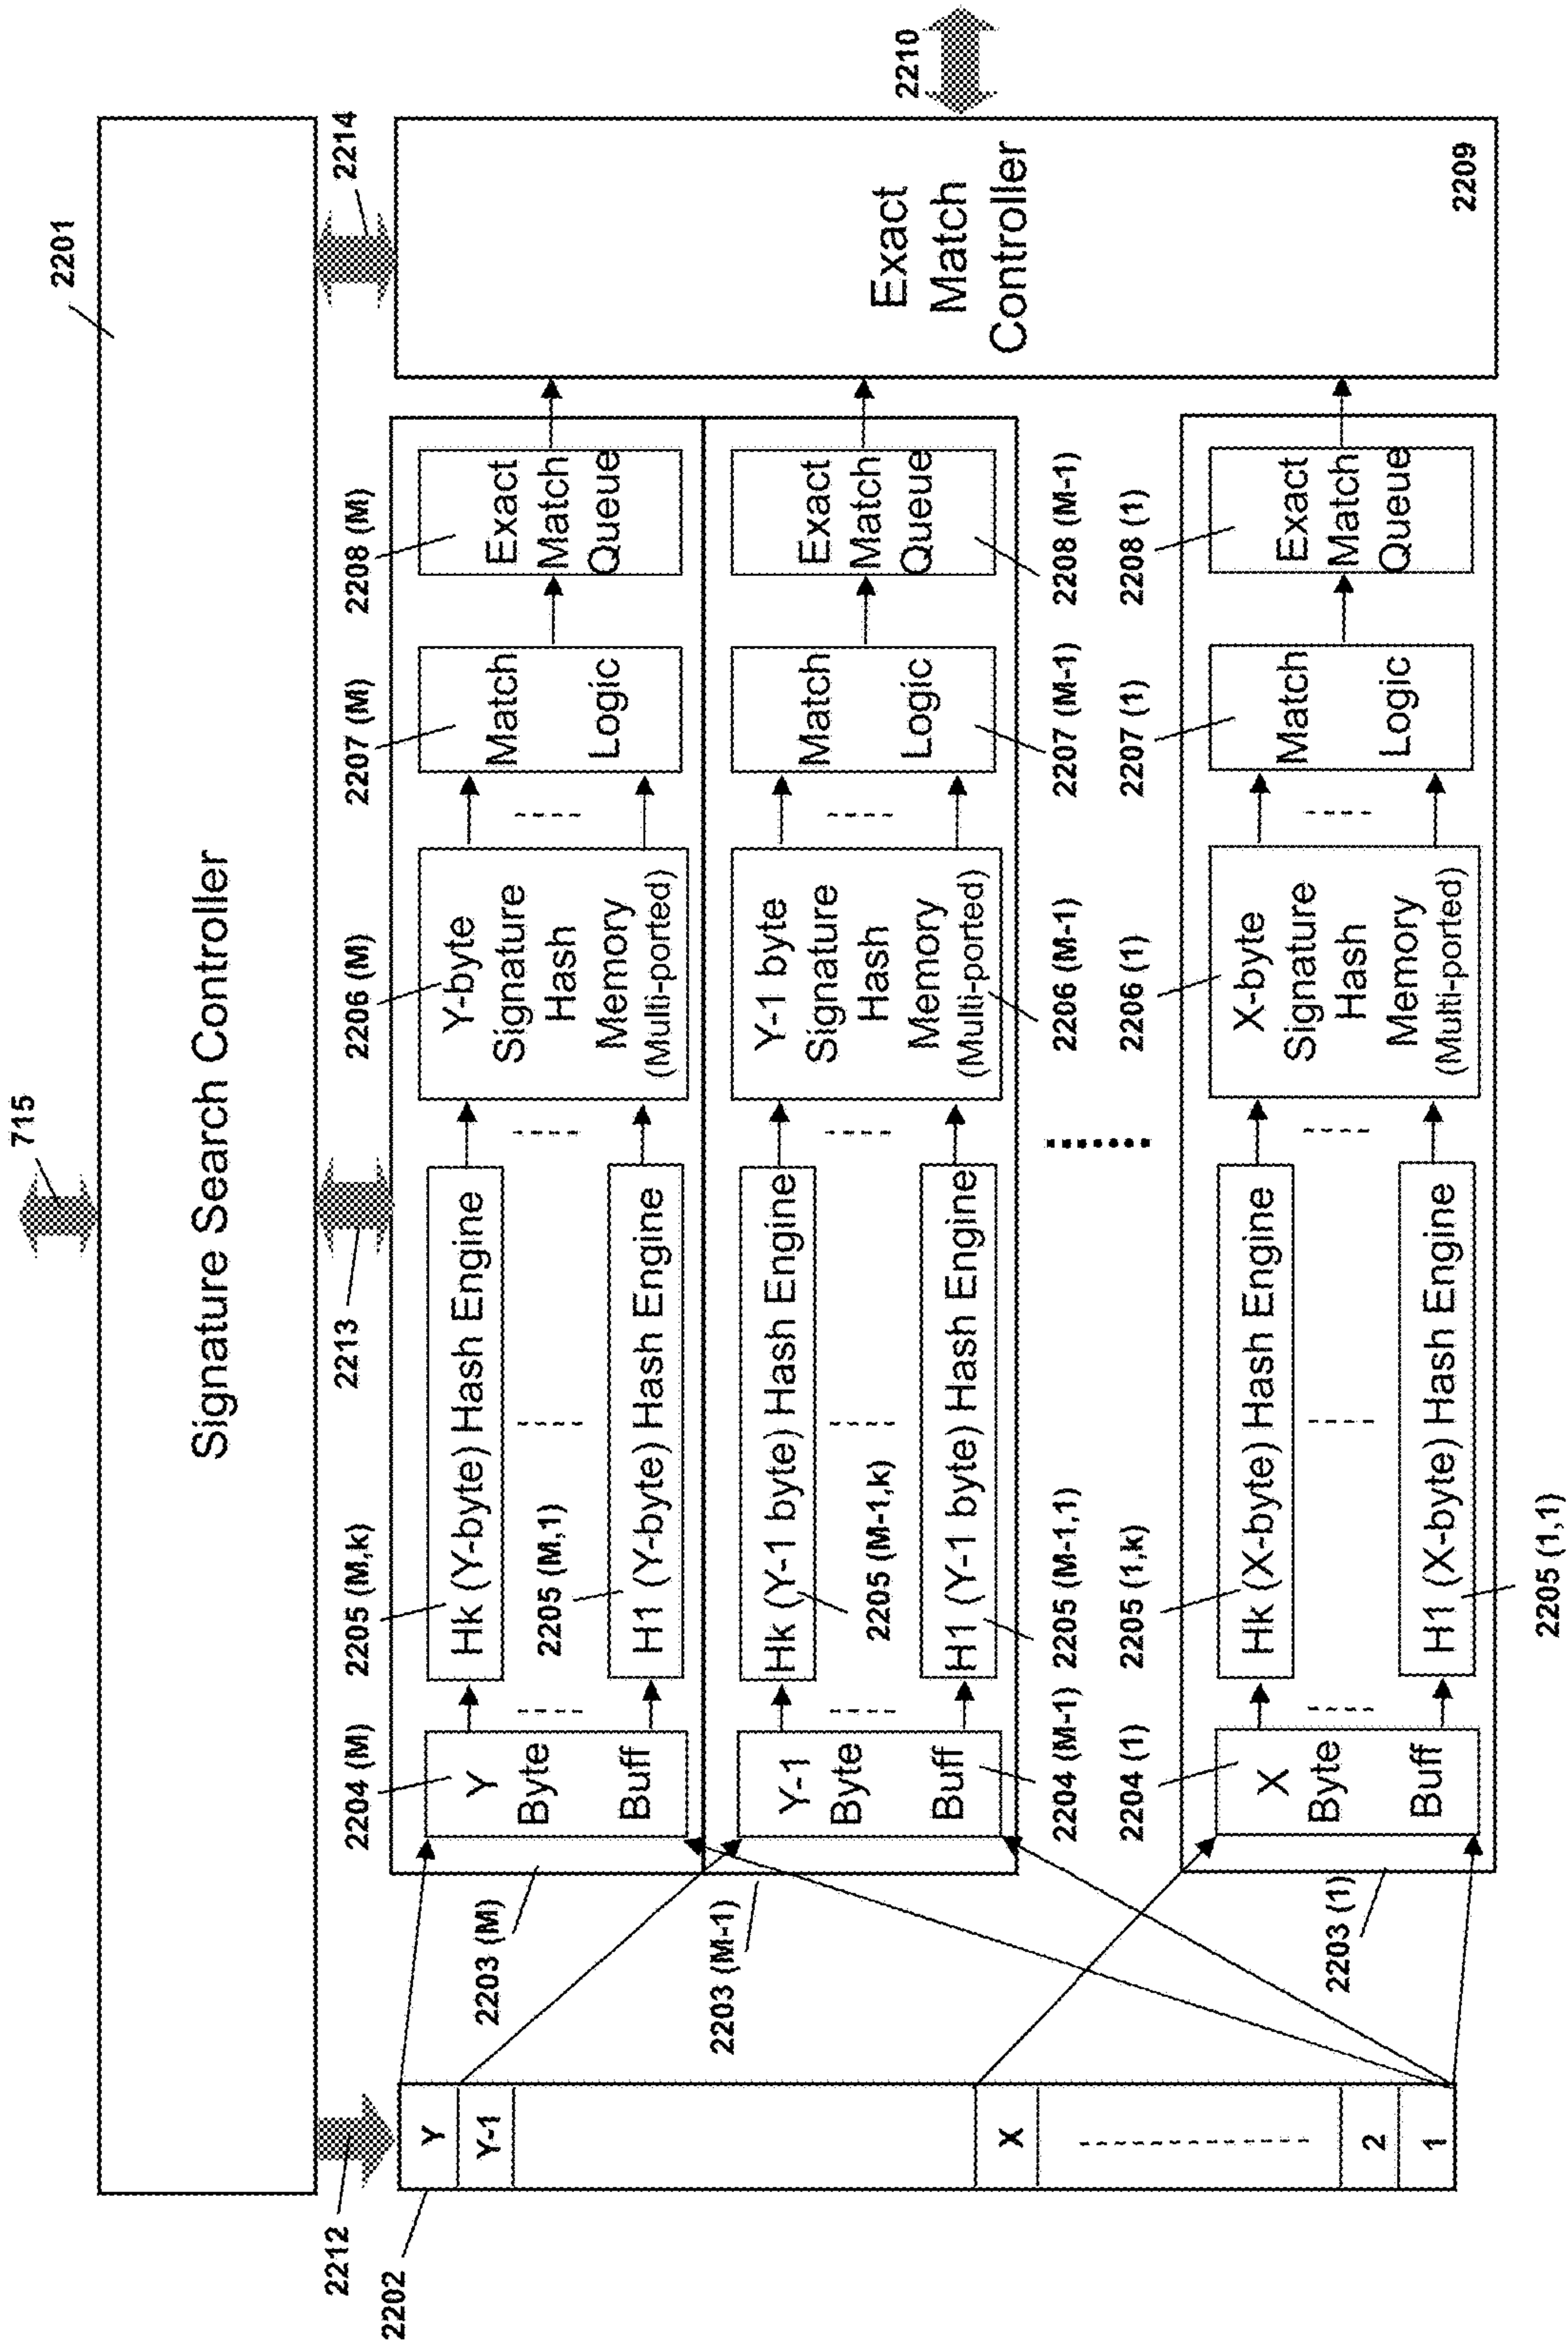 715
2201
Signature Search Controller
2212
2213
2214
2202
Y
Y-1
X
2
1
2203 (M)
2204 (M)
2205 (M,k)
2206 (M)
2207 (M)
2208 (M)
Y
Byte
Buff
Hk (Y-byte) Hash Engine
2205 (M,1)
H1 (Y-byte) Hash Engine
Y-byte
Signature
Hash
Memory
(Multi-ported)
Match
Logic
Exact
Match
Queue
2203 (M-1)
Y-1
Byte
Buff
Hk (Y-1 byte) Hash Engine
2205 (M-1,k)
H1 (Y-1 byte) Hash Engine
Y-1 byte
Signature
Hash
Memory
(Multi-ported)
Match
Logic
Exact
Match
Queue
2204 (M-1)
2205 (M-1,1)
2206 (M-1)
2207 (M-1)
2208 (M-1)
2204 (1)
2205 (1,k)
2206 (1)
2207 (1)
2208 (1)
2203 (1)
X
Byte
Buff
Hk (X-byte) Hash Engine
H1 (X-byte) Hash Engine
2205 (1,1)
X-byte
Signature
Hash
Memory
(Multi-ported)
Match
Logic
Exact
Match
Queue
Exact
Match
Controller
2209
2210